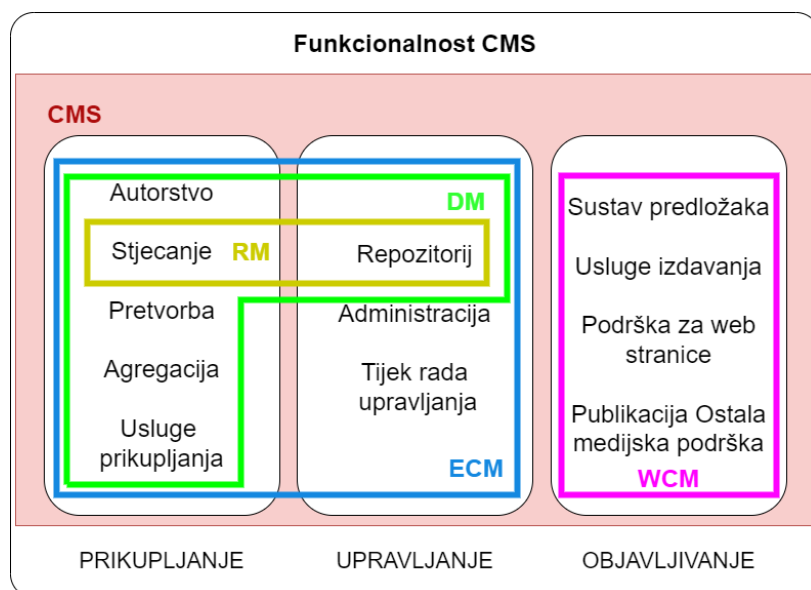 Funkcionalnost CMS
CMS
Autorstvo
DM
Stjecanje
RM
Repozitorij
Pretvorba
Administracija
Agregacija
Tijek rada
upravljanja
Usluge
prikupljanja
ECM
Sustav predložaka
Usluge izdavanja
Podrška za web
stranice
Publikacija Ostala
medijska podrška
WCM
PRIKUPLJANJE
UPRAVLJANJE
OBJAVLJIVANJE